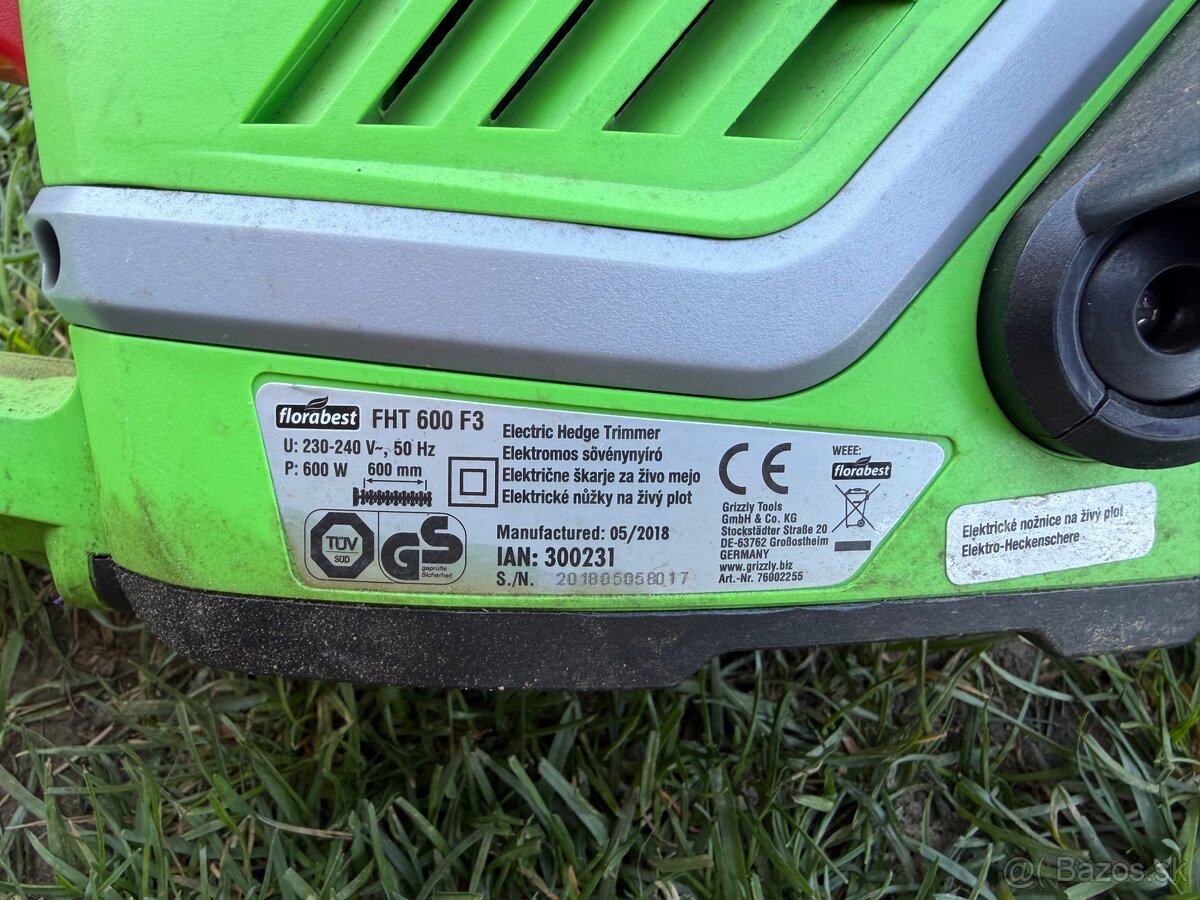 florabest FHT 600 F3
U: 230-240 V~, 50 Hz
P: 600 W 600 mm
TÜV
SÜD
GS
geprüfte
Sicherheit
Electric Hedge Trimmer
Elektromos sövénynyíró
Električne škarje za živo mejo
Elektrické nůžky na živý plot
Manufactured: 05/2018
IAN: 300231
S./N. 201805058017
CE
Grizzly Tools
GmbH & Co. KG
Stockstädter Straße 20
DE-63762 Großostheim
GERMANY
www.grizzly.biz
Art.-Nr. 76002255
WEEE:
florabest
Elektrické nožnice na živý plot
Elektro-Heckenschere
@( Bazos.sk